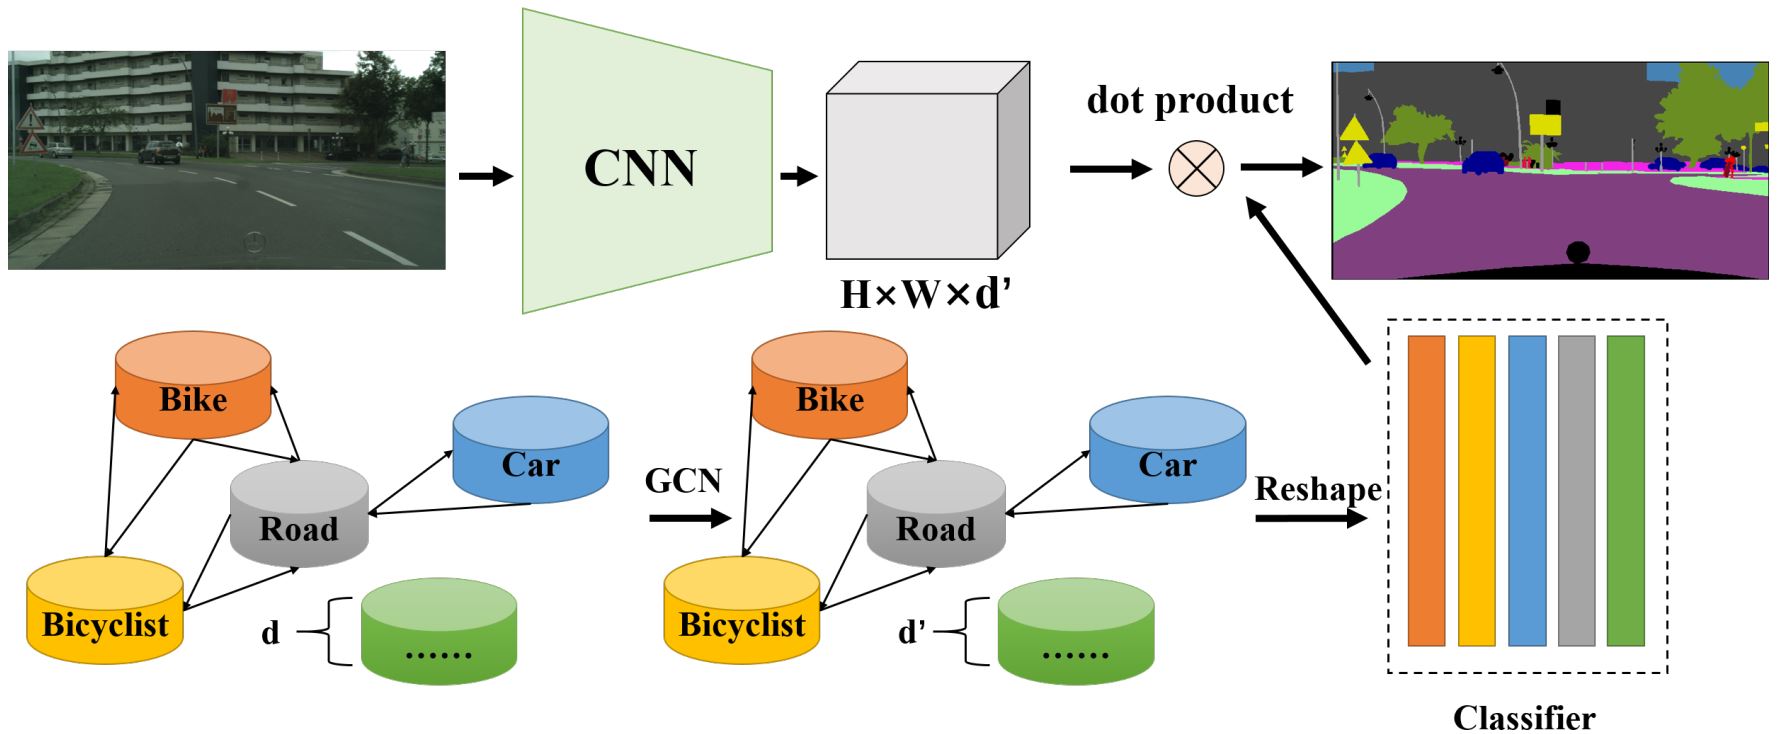 dot product
CNN
H×W×d’
Bike
Car
Road
Bicyclist
d
......
GCN
Bike
Car
Road
Bicyclist
d’
......
Reshape
Classifier